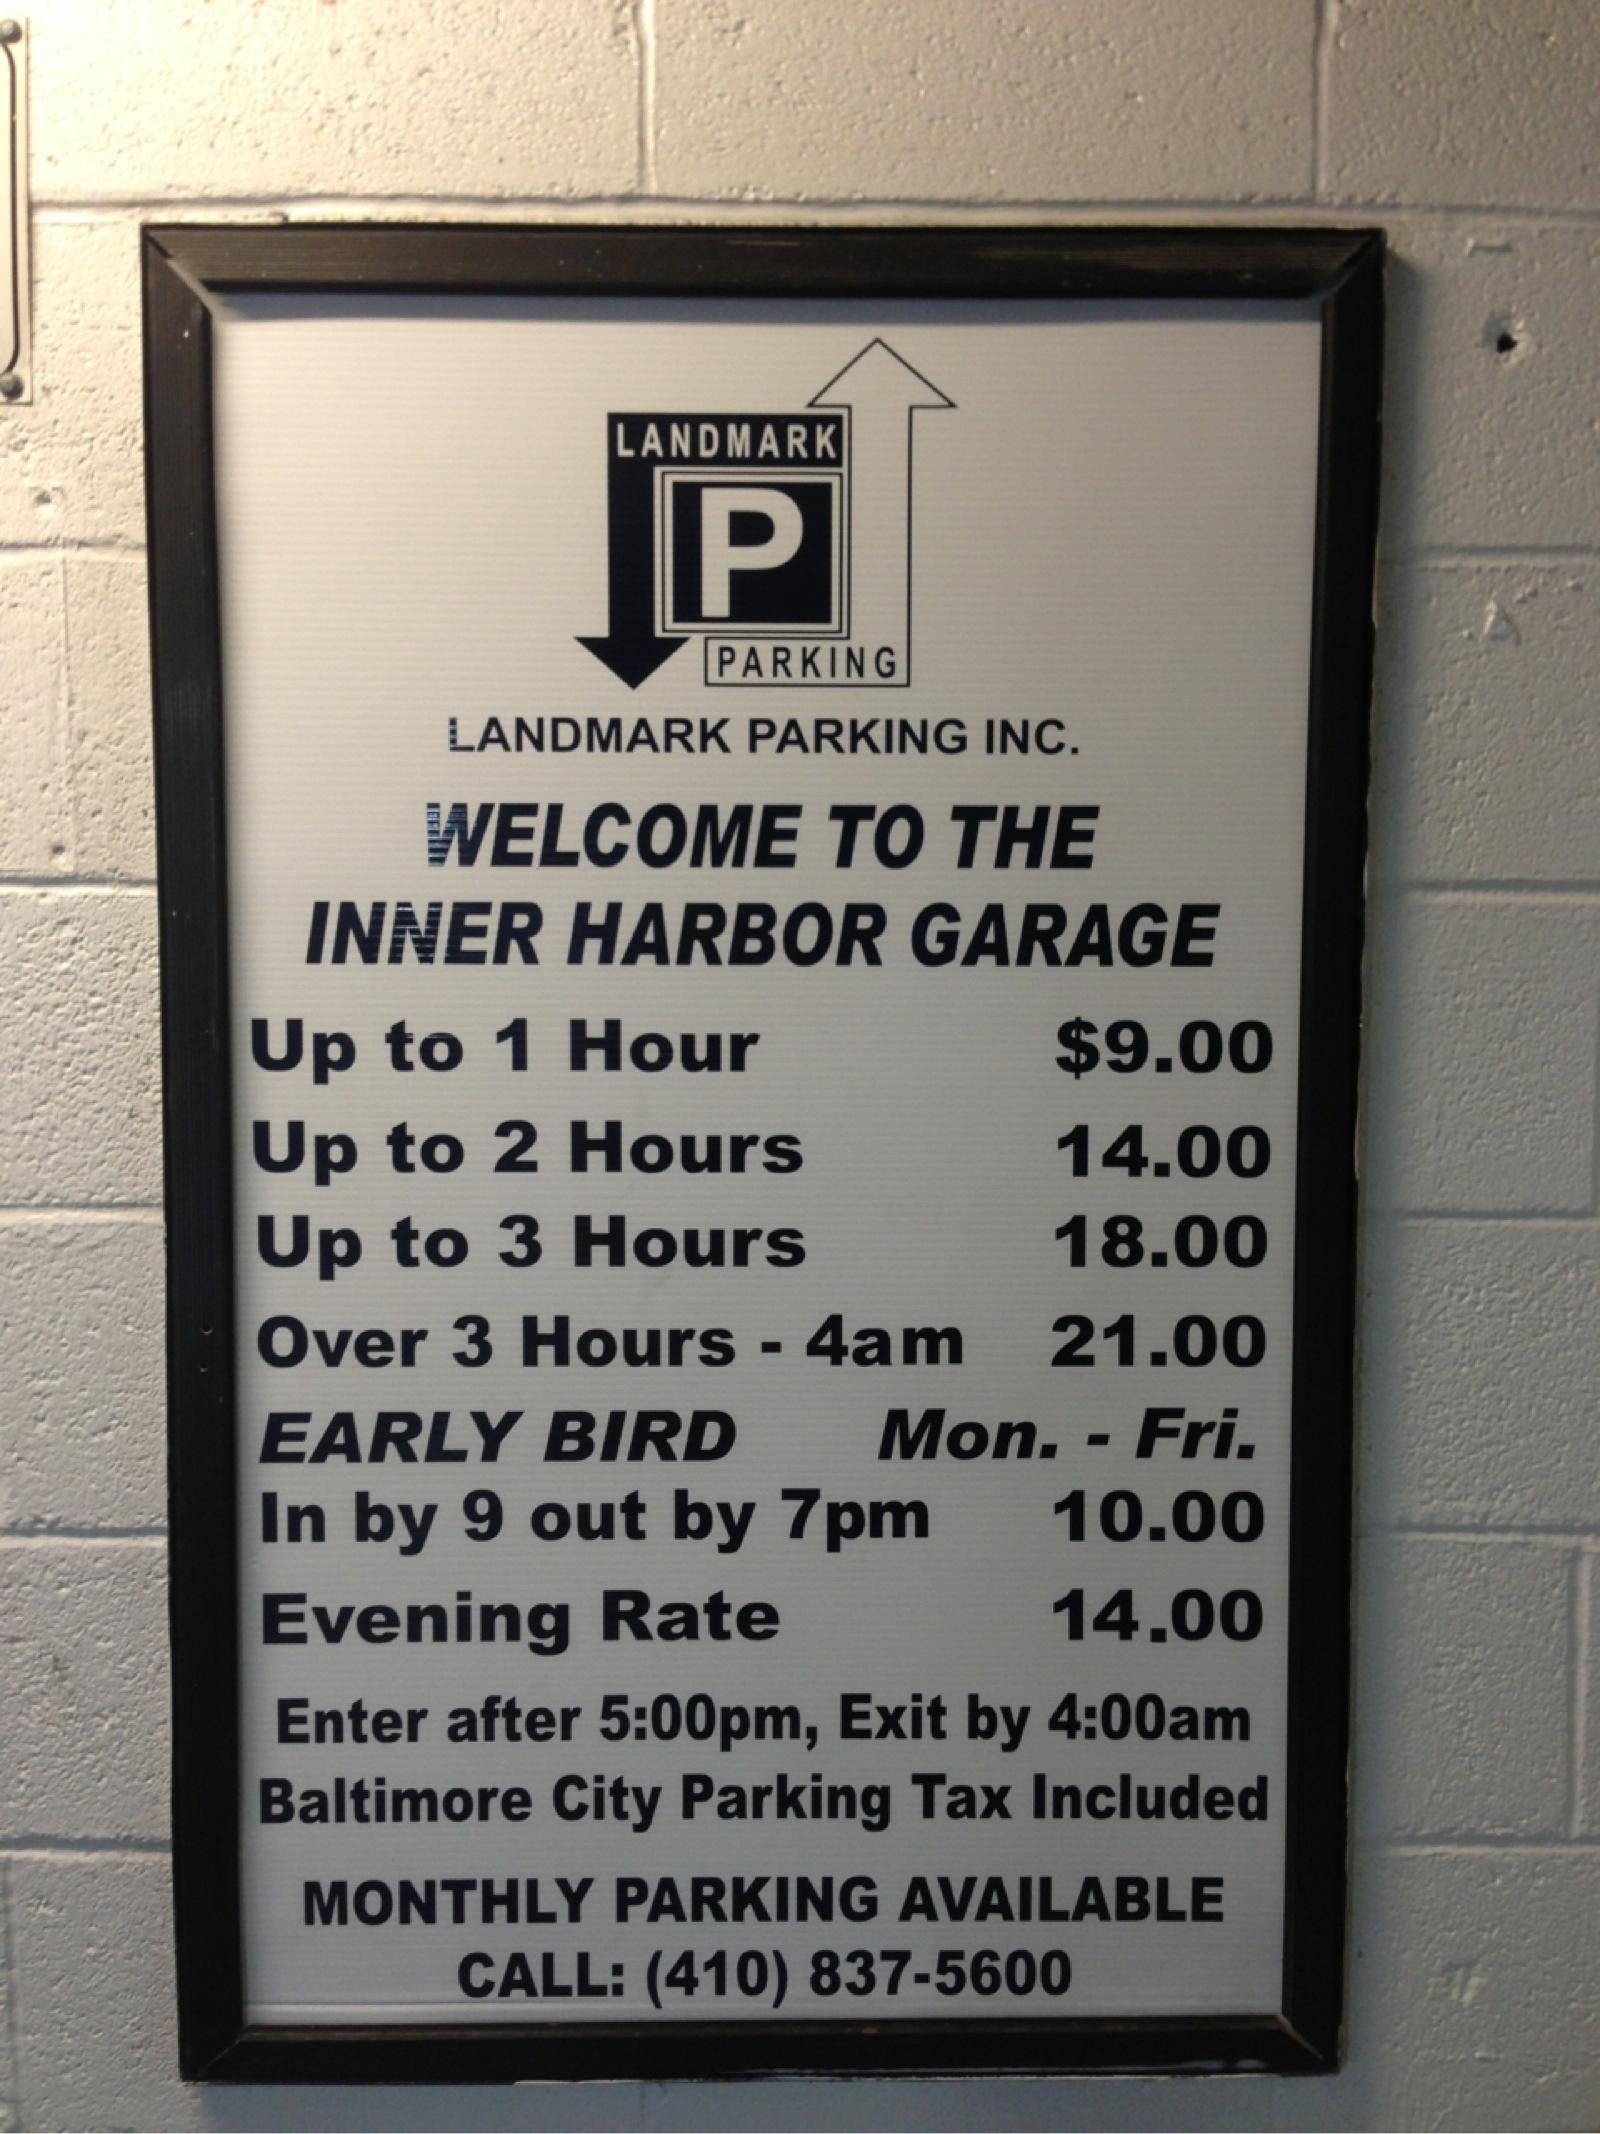 LANDMARK
P
PARKING
LANDMARK PARKING INC.
WELCOME TO THE
INNER HARBOR GARAGE
Up to 1 Hour $9.00
Up to 2 Hours 14.00
Up to 3 Hours 18.00
Over 3 Hours - 4am 21.00
EARLY BIRD Mon. - Fri.
In by 9 out by 7pm 10.00
Evening Rate 14.00
Enter after 5:00pm, Exit by 4:00am
Baltimore City Parking Tax Included
MONTHLY PARKING AVAILABLE
CALL: (410) 837-5600